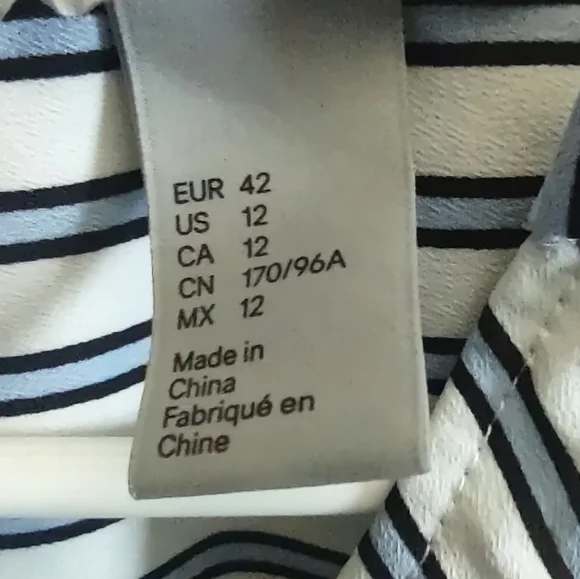 EUR 42
US 12
CA 12
CN 170/96A
MX 12
Made in
China
Fabriqué en
Chine